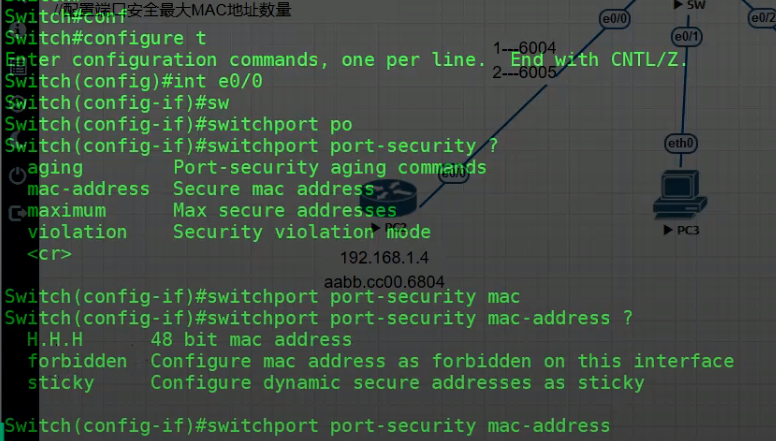 //配置端口安全最大MAC地址数量
Switch#conf
Switch#configure t
Enter configuration commands, one per line.  End with CNTL/Z.
Switch(config)#int e0/0
Switch(config-if)#sw
Switch(config-if)#switchport po
Switch(config-if)#switchport port-security ?
  aging        Port-security aging commands
  mac-address  Secure mac address
  maximum      Max secure addresses
  violation    Security violation mode
  <cr>
Switch(config-if)#switchport port-security mac
Switch(config-if)#switchport port-security mac-address ?
  H.H.H      48 bit mac address
  forbidden  Configure mac address as forbidden on this interface
  sticky     Configure dynamic secure addresses as sticky
Switch(config-if)#switchport port-security mac-address
SW
e0/0
e0/2
e0/1
1---6004
2---6005
eth0
e0/0
PC3
192.168.1.4
aabb.cc00.6804